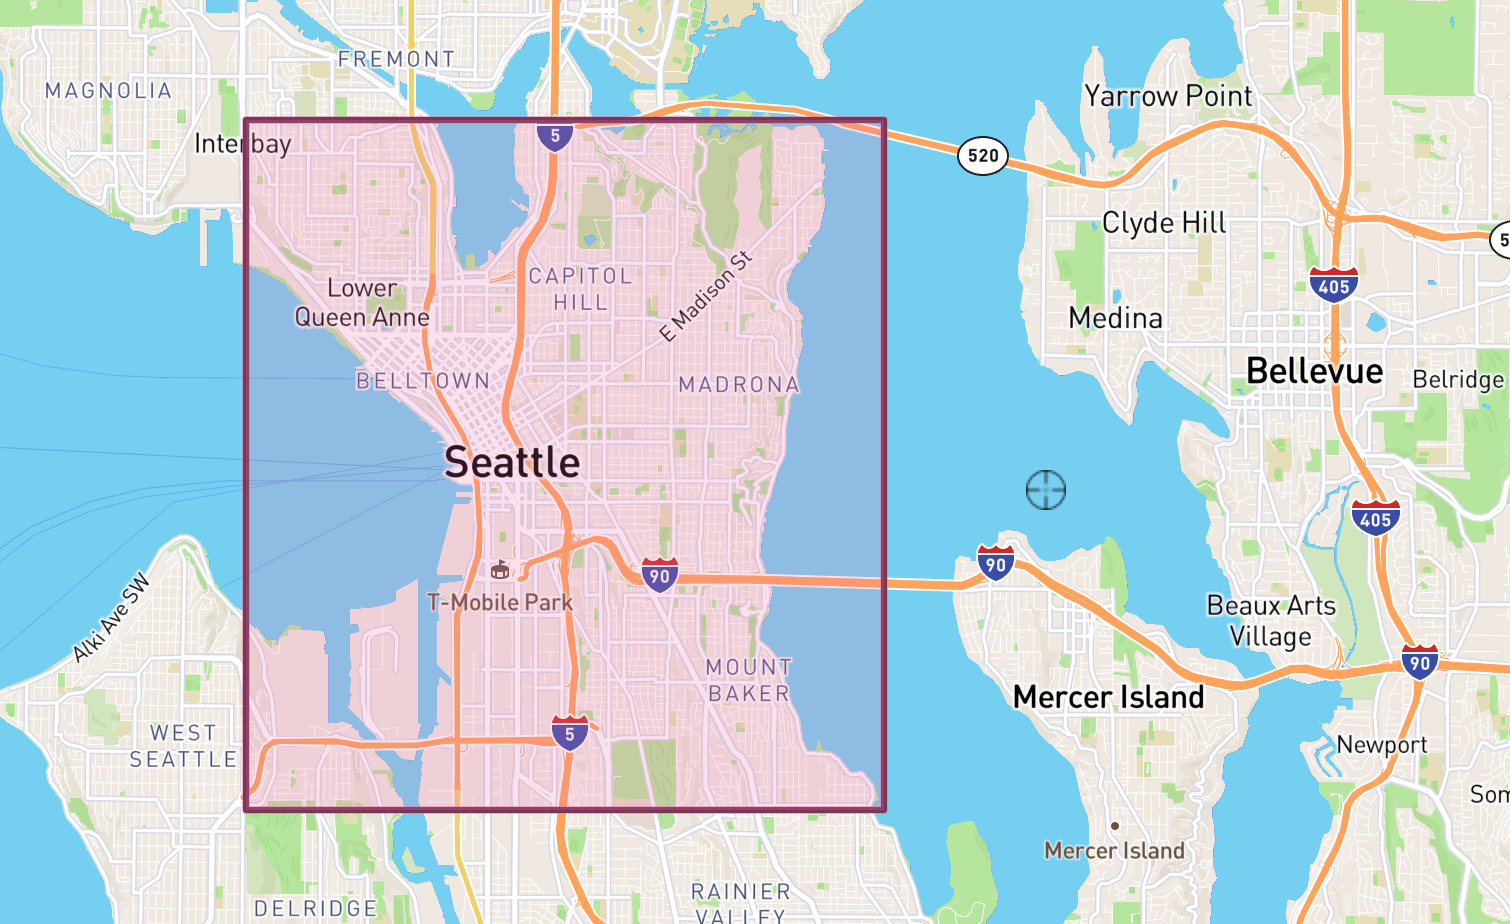 FREMONT
MAGNOLIA
Yarrow Point
5
Interbay
520
Clyde Hill
5
CAPITOL
HILL
405
Lower
Queen Anne
E Madison St
Medina
BELLTOWN
MADRONA
Bellevue
Belridge
Seattle
405
90
90
T-Mobile Park
Alki Ave SW
Beaux Arts
Village
90
MOUNT
BAKER
Mercer Island
WEST
SEATTLE
5
Newport
Som
Mercer Island
RAINIER
VALLEY
DELRIDGE